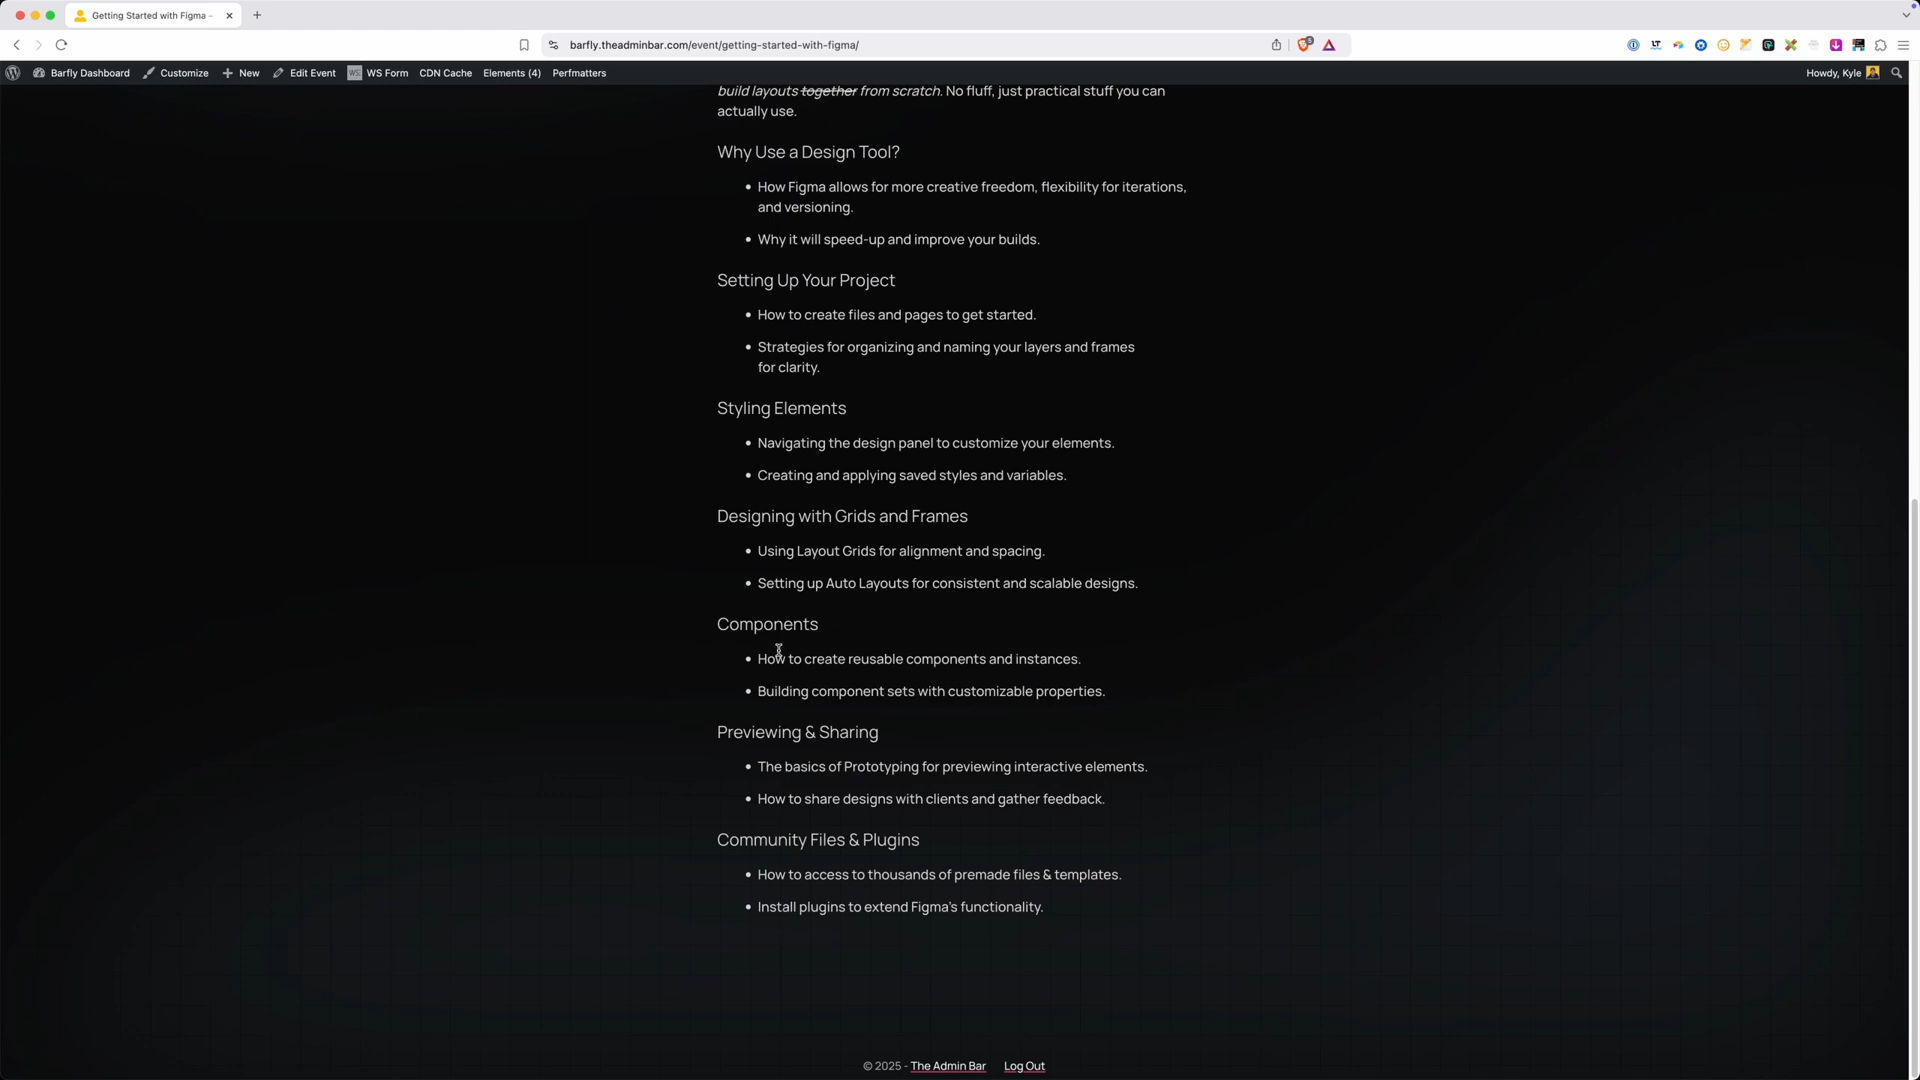 Getting Started with Figma –
barfly.theadminbar.com/event/getting-started-with-figma/
Barfly Dashboard Customize New Edit Event WS Form CDN Cache Elements (4) Perfmatters Howdy, Kyle
build layouts together from scratch. No fluff, just practical stuff you can
actually use.
Why Use a Design Tool?
• How Figma allows for more creative freedom, flexibility for iterations,
and versioning.
• Why it will speed-up and improve your builds.
Setting Up Your Project
• How to create files and pages to get started.
• Strategies for organizing and naming your layers and frames
for clarity.
Styling Elements
• Navigating the design panel to customize your elements.
• Creating and applying saved styles and variables.
Designing with Grids and Frames
• Using Layout Grids for alignment and spacing.
• Setting up Auto Layouts for consistent and scalable designs.
Components
• How to create reusable components and instances.
• Building component sets with customizable properties.
Previewing & Sharing
• The basics of Prototyping for previewing interactive elements.
• How to share designs with clients and gather feedback.
Community Files & Plugins
• How to access to thousands of premade files & templates.
• Install plugins to extend Figma's functionality.
© 2025 - The Admin Bar Log Out